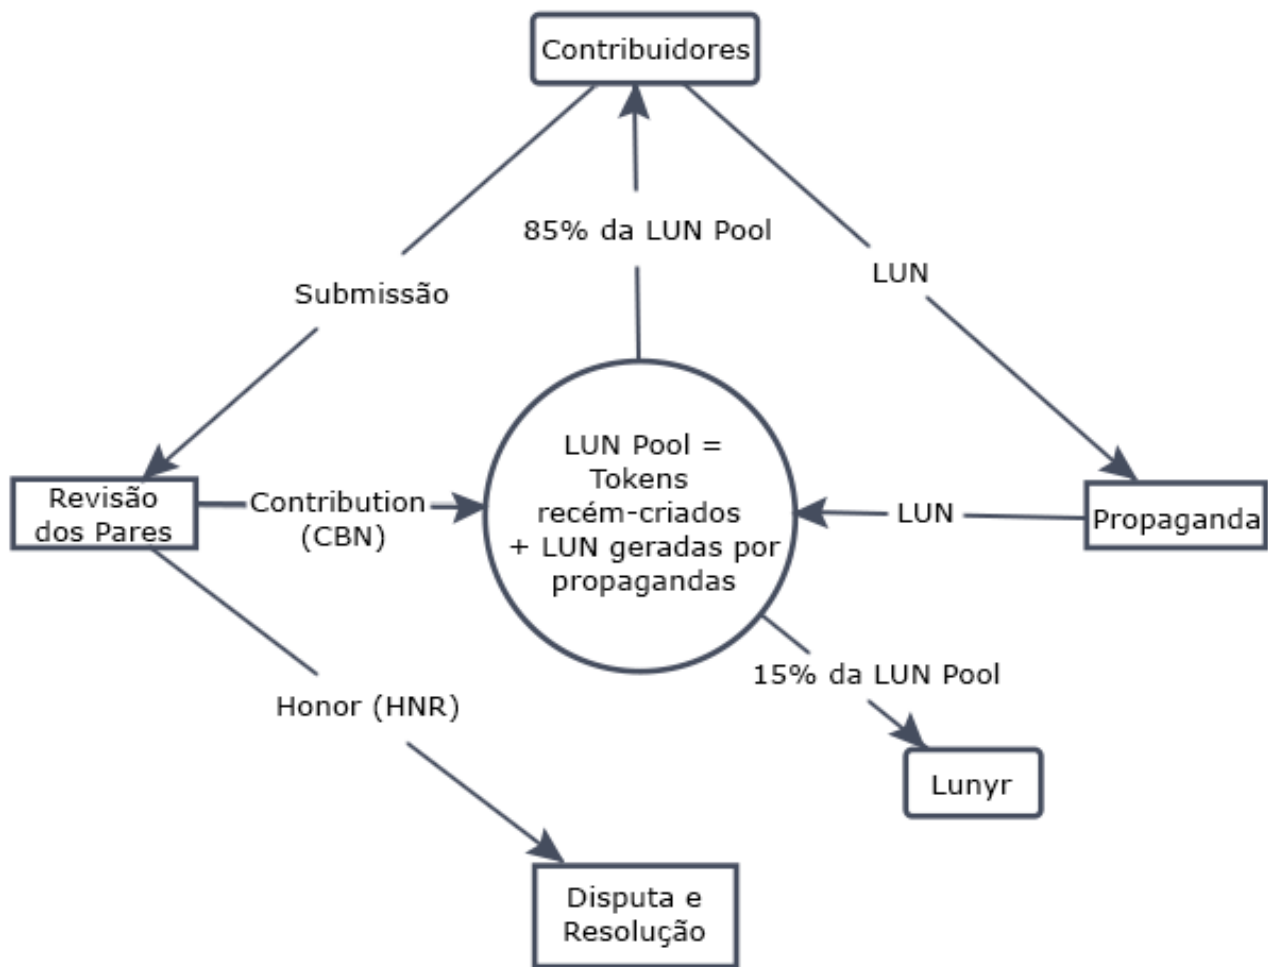 Contribuidores
85% da LUN Pool
LUN
Submissão
LUN Pool =
Tokens
recém-criados
+ LUN geradas por
propagandas
Revisão
dos Pares
Contribution
(CBN)
LUN
Propaganda
15% da LUN Pool
Honor (HNR)
Lunyr
Disputa e
Resolução